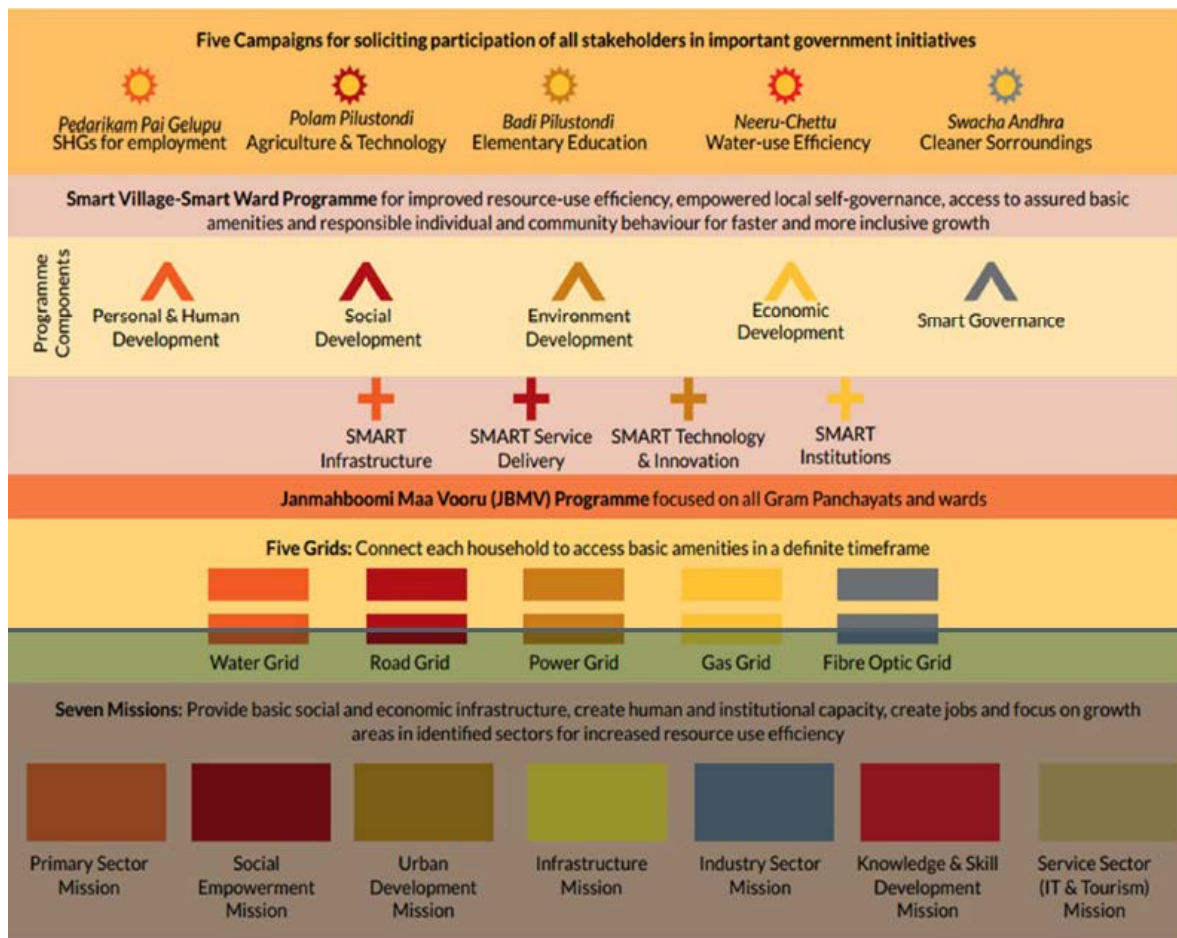 Five Campaigns for soliciting participation of all stakeholders in important government initiatives
Pedarikam Pai Gelupu
SHGs for employment
Polam Pilustondi
Agriculture & Technology
Badi Pilustondi
Elementary Education
Neeru-Chettu
Water-use Efficiency
Swacha Andhra
Cleaner Sorroundings
Smart Village-Smart Ward Programme for improved resource-use efficiency, empowered local self-governance, access to assured basic
amenities and responsible individual and community behaviour for faster and more inclusive growth
Programme
Components
Personal & Human
Development
Social
Development
Environment
Development
Economic
Development
Smart Governance
SMART
Infrastructure
SMART Service
Delivery
SMART Technology
& Innovation
SMART
Institutions
Janmahboomi Maa Vooru (JBMV) Programme focused on all Gram Panchayats and wards
Five Grids: Connect each household to access basic amenities in a definite timeframe
Water Grid
Road Grid
Power Grid
Gas Grid
Fibre Optic Grid
Seven Missions: Provide basic social and economic infrastructure, create human and institutional capacity, create jobs and focus on growth
areas in identified sectors for increased resource use efficiency
Primary Sector
Mission
Social
Empowerment
Mission
Urban
Development
Mission
Infrastructure
Mission
Industry Sector
Mission
Knowledge & Skill
Development
Mission
Service Sector
(IT & Tourism)
Mission